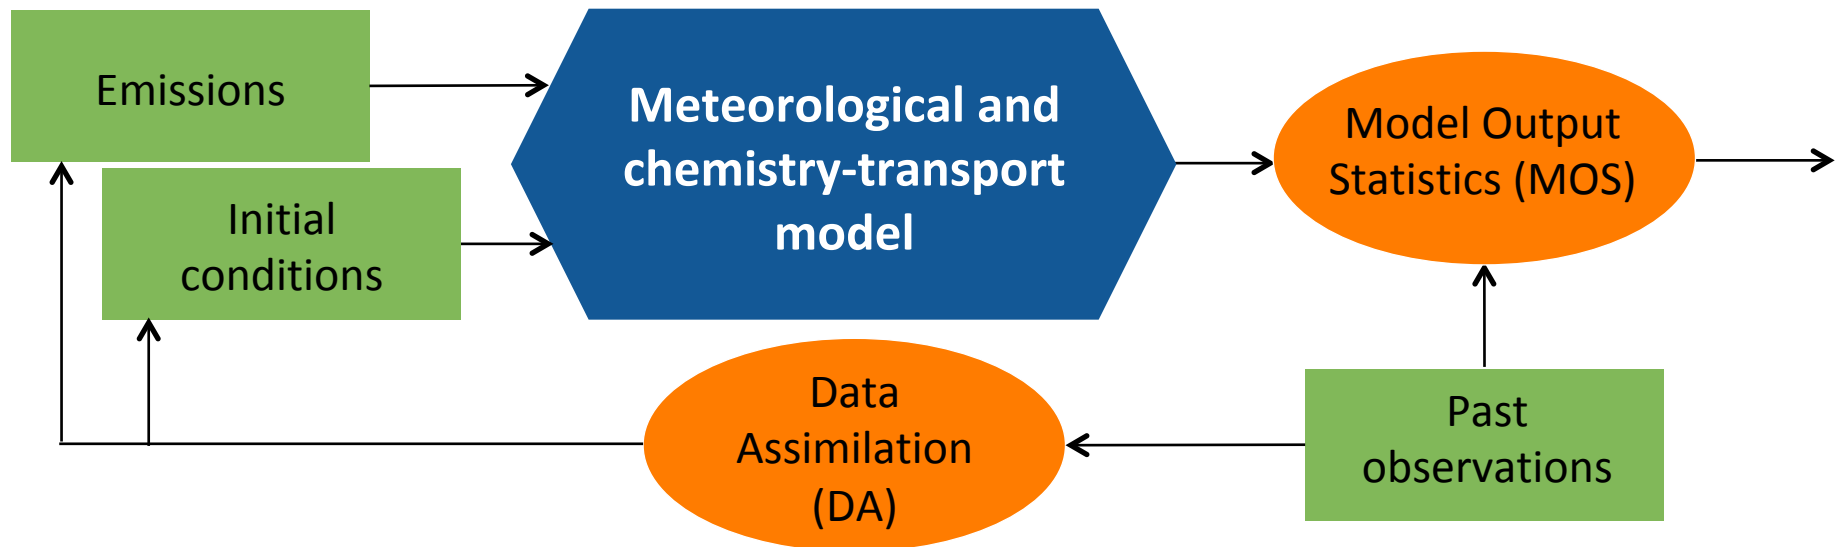 Emissions
Initial
conditions
Meteorological and
chemistry-transport
model
Model Output
Statistics (MOS)
Data
Assimilation
(DA)
Past
observations